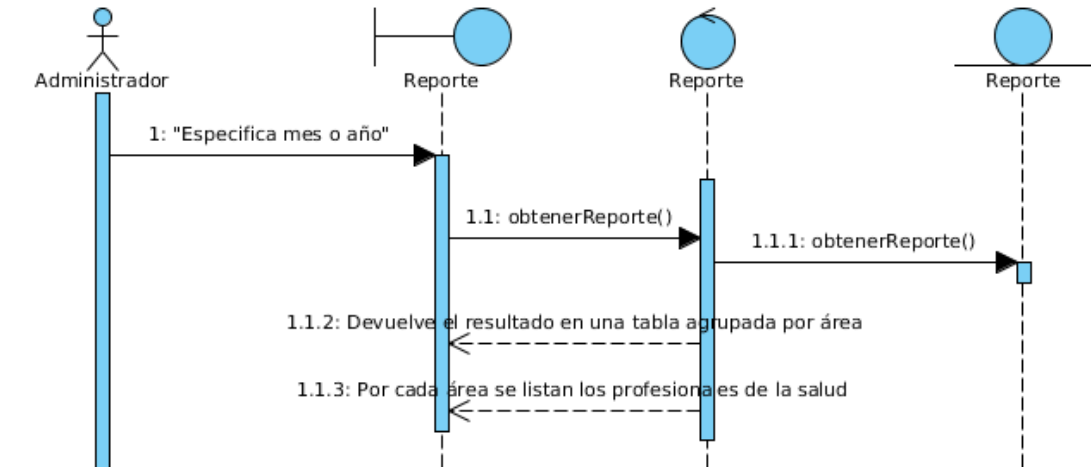 Administrador
Reporte
Reporte
Reporte
1: "Especifica mes o año"
1.1: obtenerReporte()
1.1.1: obtenerReporte()
1.1.2: Devuelve el resultado en una tabla agrupada por área
1.1.3: Por cada área se listan los profesionales de la salud